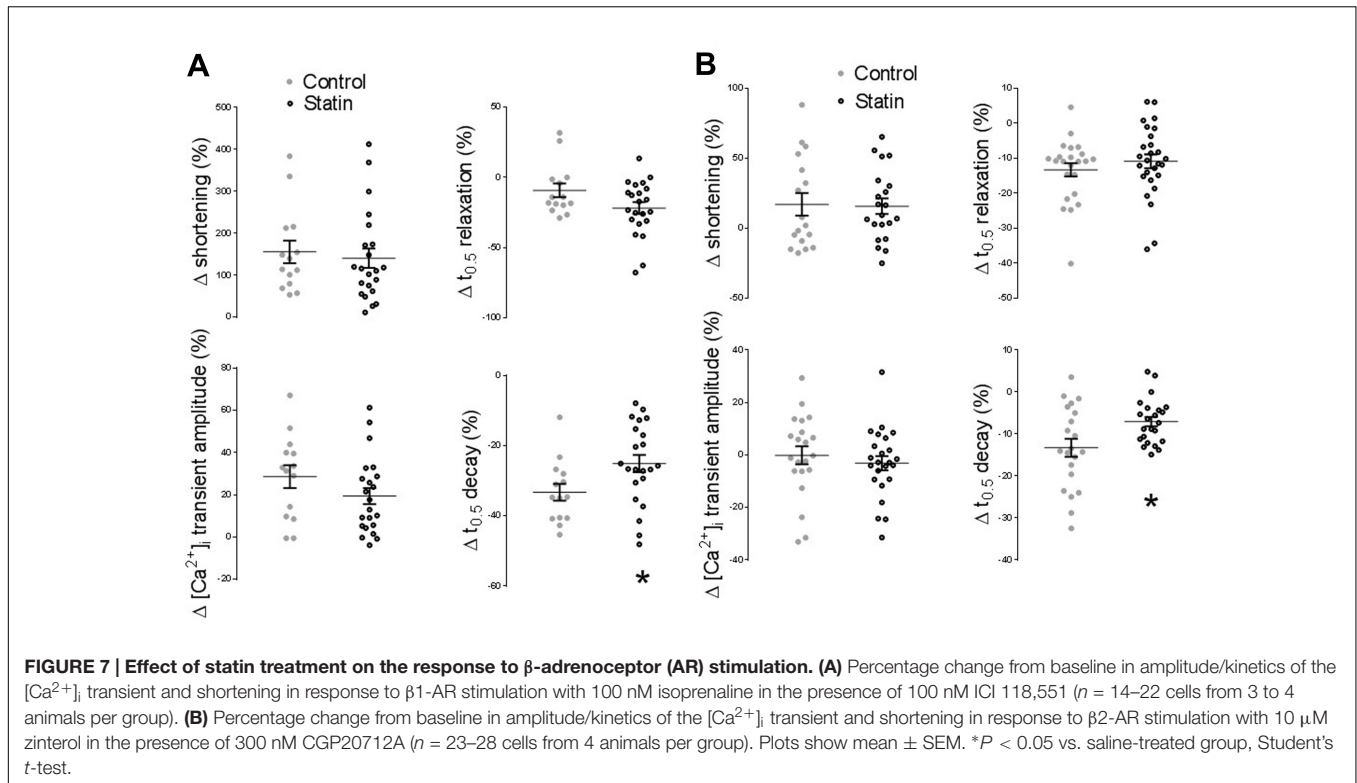 A
Control
Statin
Δ shortening (%)
500
400
300
200
100
0
Δ t0.5 relaxation (%)
50
0
-50
-100
Δ [Ca2+]i transient amplitude (%)
80
60
40
20
0
-20
Δ t0.5 decay (%)
0
-20
-40
-60
*
B
Control
Statin
Δ shortening (%)
100
50
0
-50
Δ t0.5 relaxation (%)
10
0
-10
-20
-30
-40
-50
Δ [Ca2+]i transient amplitude (%)
40
20
0
-20
-40
Δ t0.5 decay (%)
10
0
-10
-20
-30
-40
*
FIGURE 7 | Effect of statin treatment on the response to β-adrenoceptor (AR) stimulation. (A) Percentage change from baseline in amplitude/kinetics of the
[Ca2+]i transient and shortening in response to β1-AR stimulation with 100 nM isoprenaline in the presence of 100 nM ICI 118,551 (n = 14–22 cells from 3 to 4
animals per group). (B) Percentage change from baseline in amplitude/kinetics of the [Ca2+]i transient and shortening in response to β2-AR stimulation with 10 μM
zinterol in the presence of 300 nM CGP20712A (n = 23–28 cells from 4 animals per group). Plots show mean ± SEM. *P < 0.05 vs. saline-treated group, Student's
t-test.